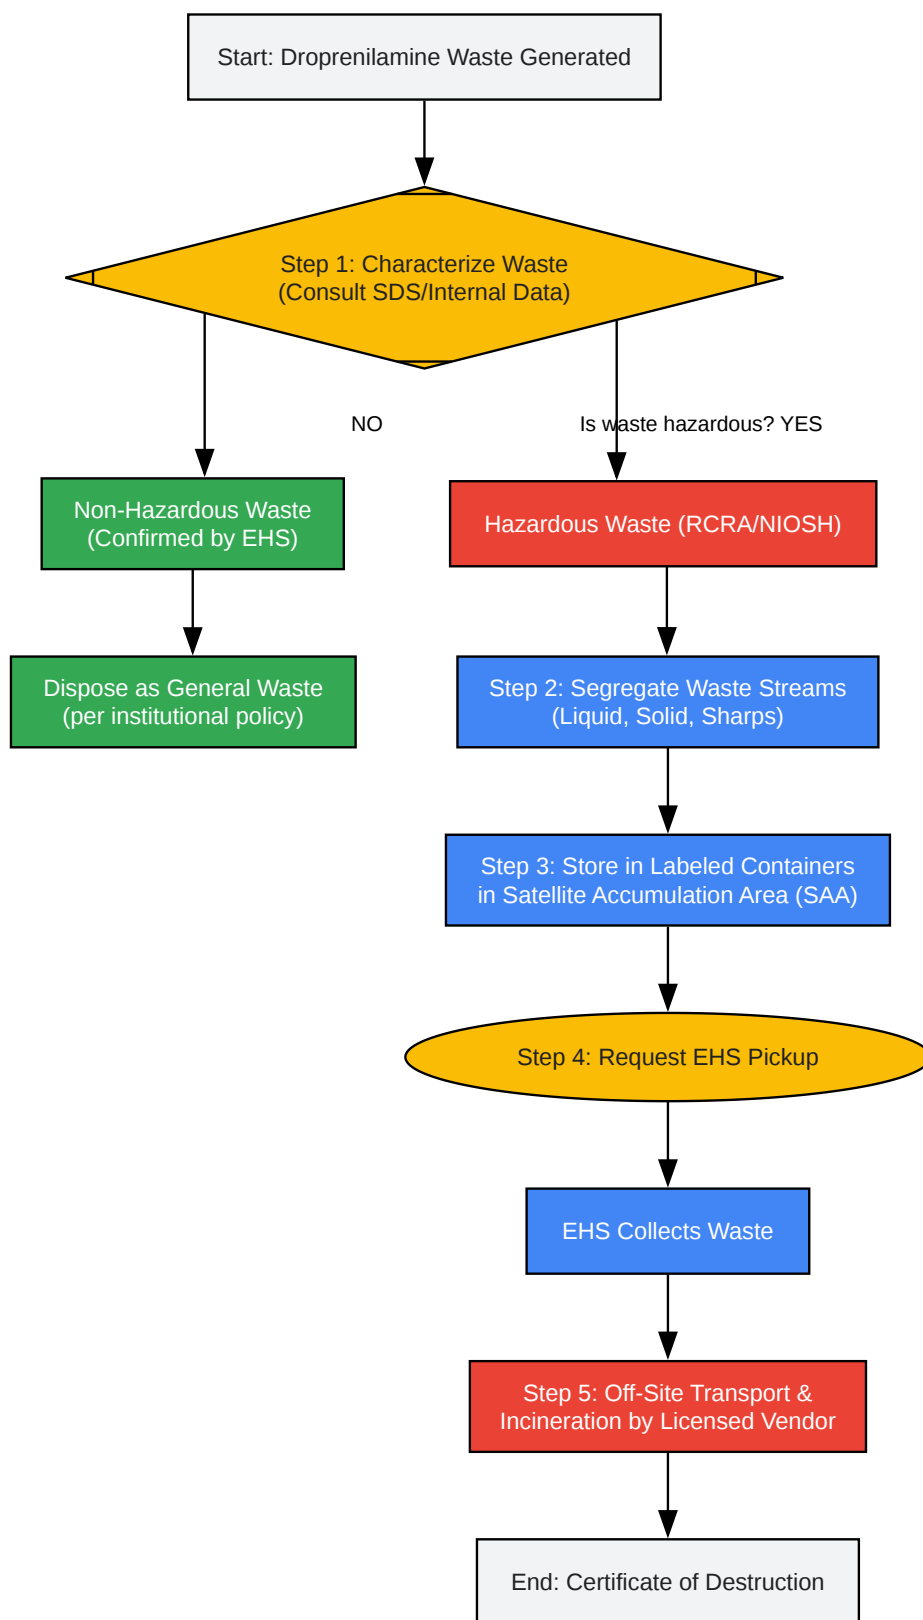 Start: Droprenilamine Waste Generated
Step 1: Characterize Waste
(Consult SDS/Internal Data)
NO
Is waste hazardous? YES
Non-Hazardous Waste
(Confirmed by EHS)
Hazardous Waste (RCRA/NIOSH)
Dispose as General Waste
(per institutional policy)
Step 2: Segregate Waste Streams
(Liquid, Solid, Sharps)
Step 3: Store in Labeled Containers
in Satellite Accumulation Area (SAA)
Step 4: Request EHS Pickup
EHS Collects Waste
Step 5: Off-Site Transport &
Incineration by Licensed Vendor
End: Certificate of Destruction